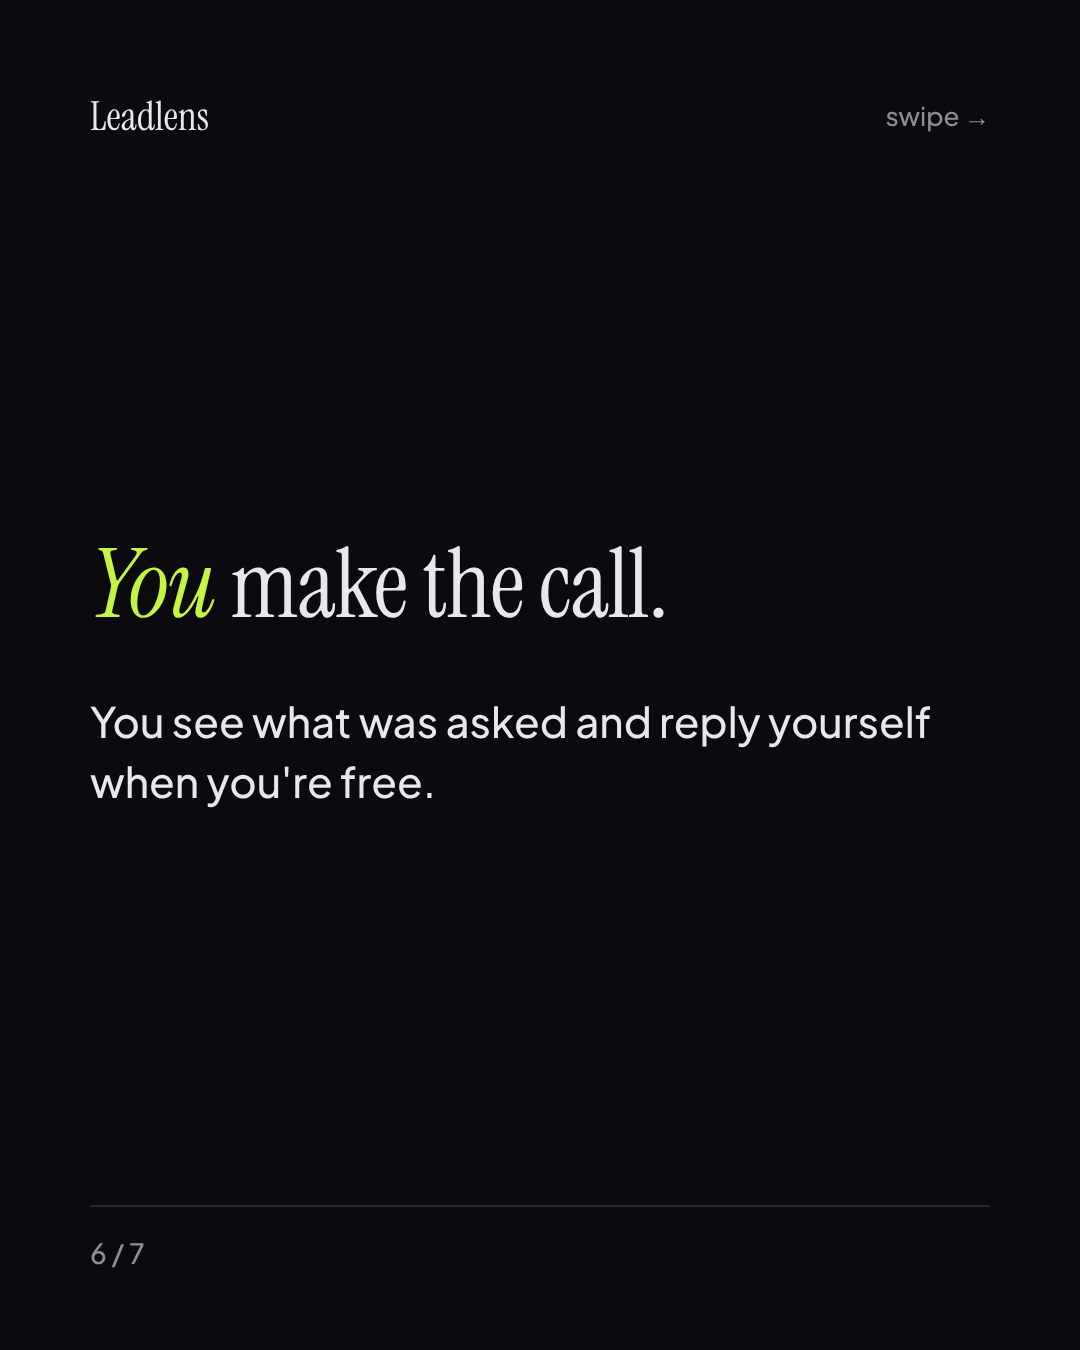 Leadlens
swipe →
You make the call.
You see what was asked and reply yourself
when you're free.
6 / 7